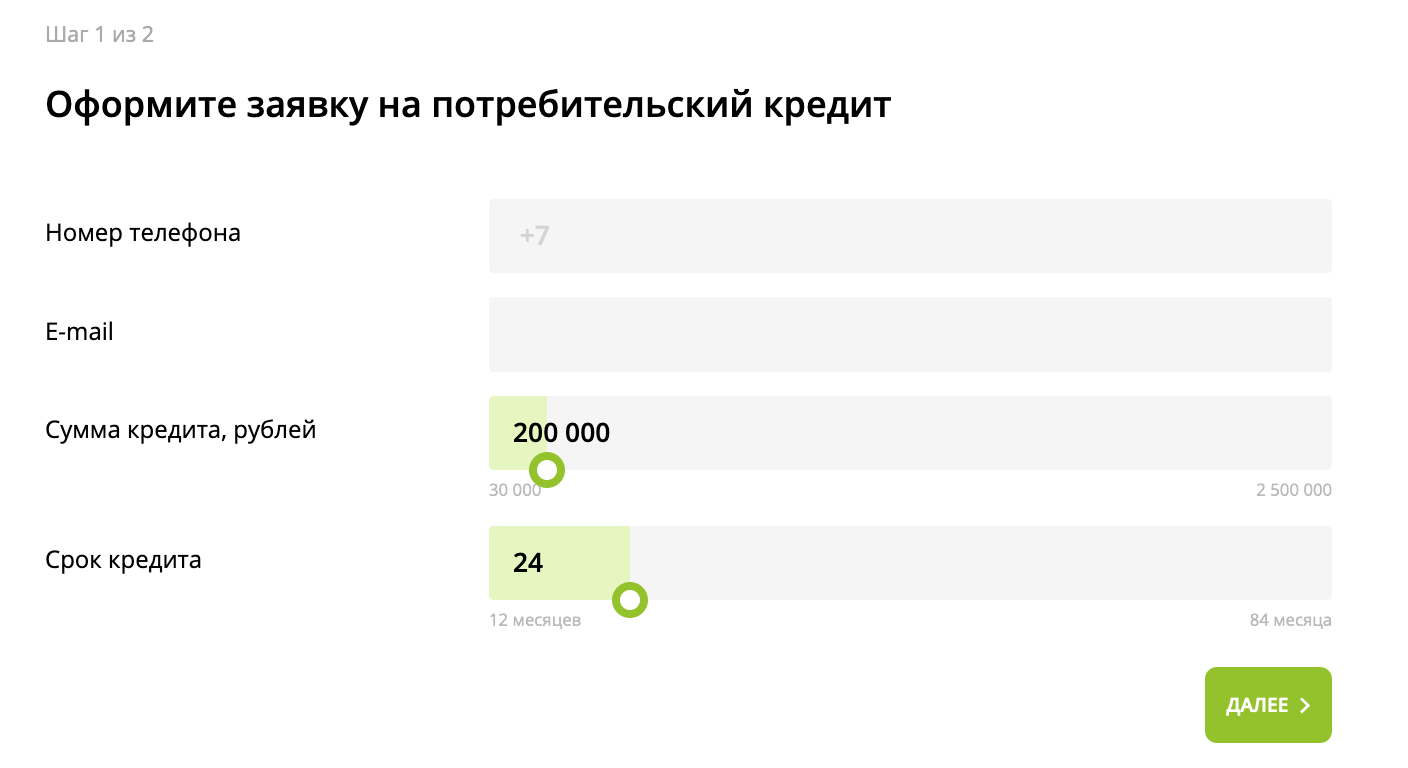 Шаг 1 из 2
Оформите заявку на потребительский кредит
Номер телефона
+7
E-mail
Сумма кредита, рублей
200 000
30 000
2 500 000
Срок кредита
24
12 месяцев
84 месяца
ДАЛЕЕ